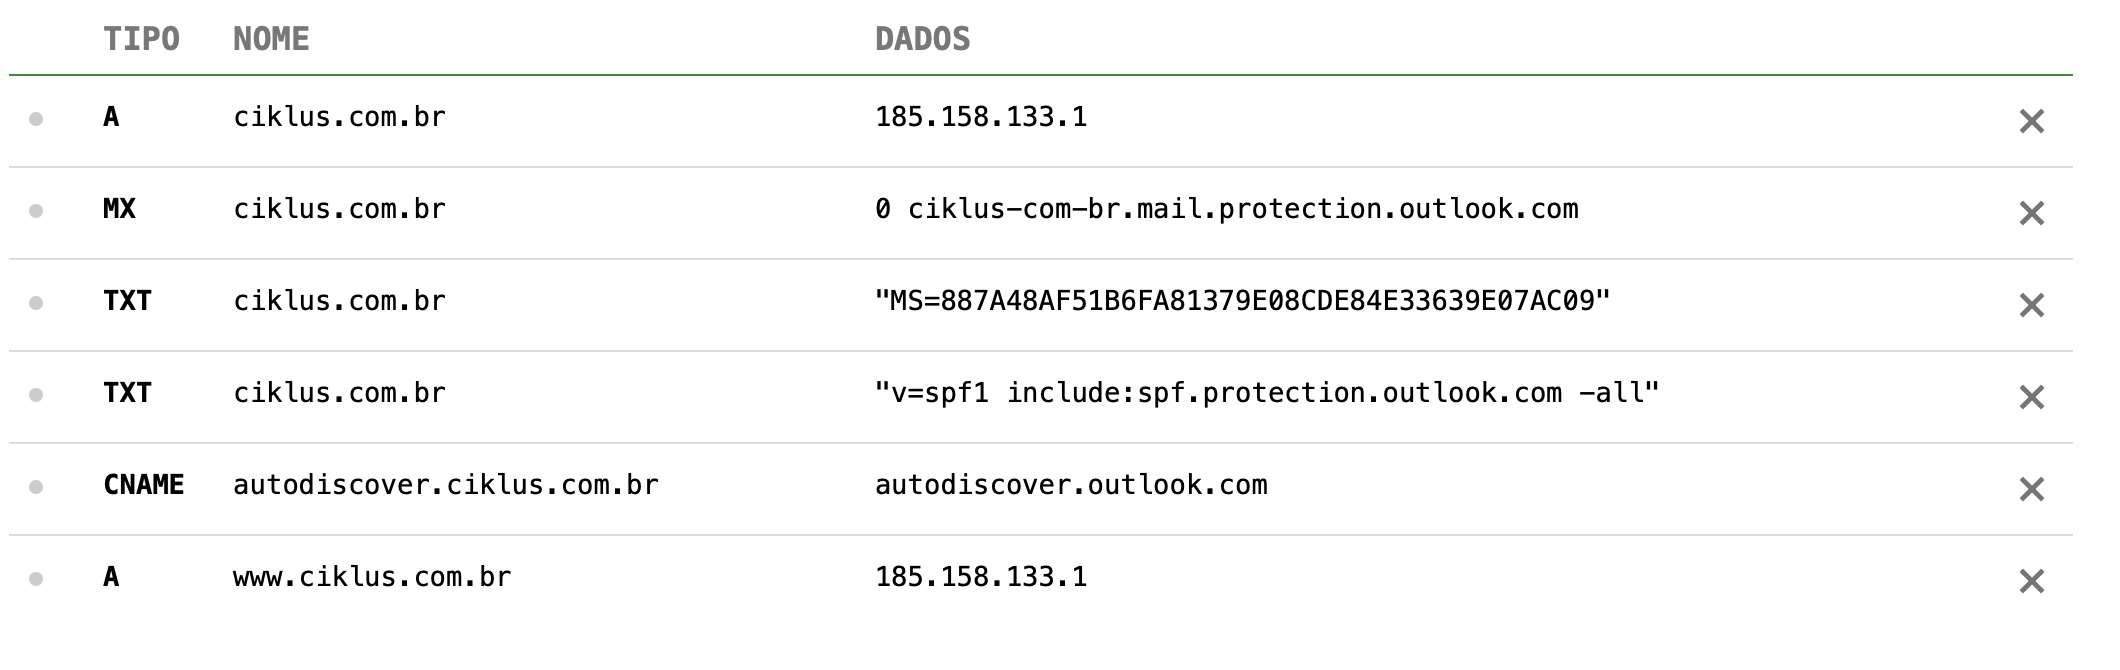 TIPO NOME DADOS
A ciklus.com.br 185.158.133.1
MX ciklus.com.br 0 ciklus-com-br.mail.protection.outlook.com
TXT ciklus.com.br "MS=887A48AF51B6FA81379E08CDE84E33639E07AC09"
TXT ciklus.com.br "v=spf1 include:spf.protection.outlook.com -all"
CNAME autodiscover.ciklus.com.br autodiscover.outlook.com
A www.ciklus.com.br 185.158.133.1